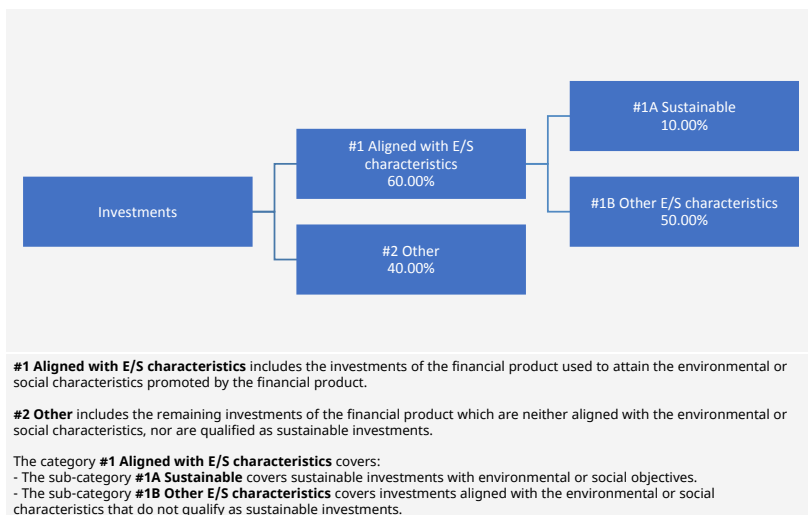 #1A Sustainable
10.00%
#1 Aligned with E/S
characteristics
60.00%
Investments
#1B Other E/S characteristics
50.00%
#2 Other
40.00%
#1 Aligned with E/S characteristics includes the investments of the financial product used to attain the environmental or
social characteristics promoted by the financial product.
#2 Other includes the remaining investments of the financial product which are neither aligned with the environmental or
social characteristics, nor are qualified as sustainable investments.
The category #1 Aligned with E/S characteristics covers:
- The sub-category #1A Sustainable covers sustainable investments with environmental or social objectives.
- The sub-category #1B Other E/S characteristics covers investments aligned with the environmental or social
characteristics that do not qualify as sustainable investments.